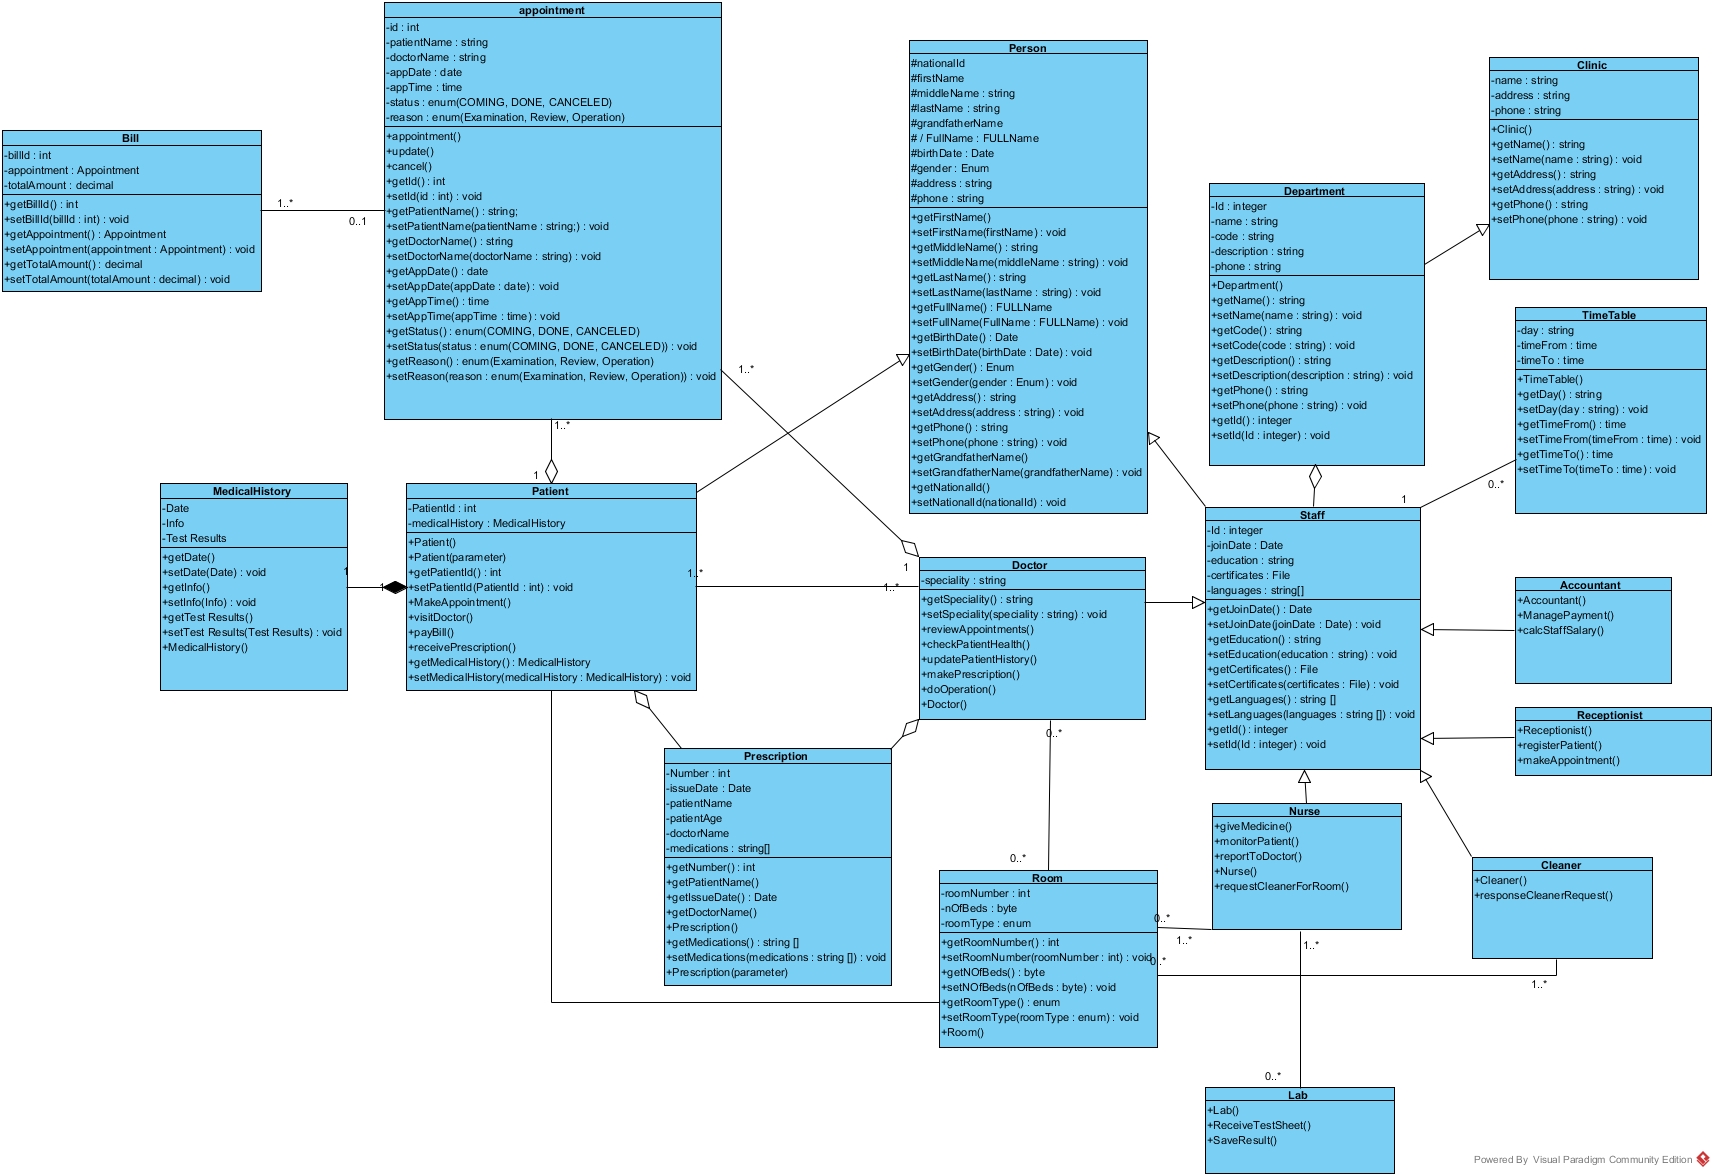 appointment
-id : int
-patientName : string
-doctorName : string
-appDate : date
-appTime : time
-status : enum(COMING, DONE, CANCELED)
-reason : enum(Examination, Review, Operation)
+appointment()
+update()
+cancel()
+getId() : int
+setId(id : int) : void
+getPatientName() : string;
+setPatientName(patientName : string;) : void
+getDoctorName() : string
+setDoctorName(doctorName : string) : void
+getAppDate() : date
+setAppDate(appDate : date) : void
+getAppTime() : time
+setAppTime(appTime : time) : void
+getStatus() : enum(COMING, DONE, CANCELED)
+setStatus(status : enum(COMING, DONE, CANCELED)) : void
+getReason() : enum(Examination, Review, Operation)
+setReason(reason : enum(Examination, Review, Operation)) : void
Bill
-billId : int
-appointment : Appointment
-totalAmount : decimal
+getBillId() : int
+setBillId(billId : int) : void
+getAppointment() : Appointment
+setAppointment(appointment : Appointment) : void
+getTotalAmount() : decimal
+setTotalAmount(totalAmount : decimal) : void
1..*
0..1
Person
#nationalId
#firstName
#middleName : string
#lastName : string
#grandfatherName
# / FullName : FULLName
#birthDate : Date
#gender : Enum
#address : string
#phone : string
+getFirstName()
+setFirstName(firstName) : void
+getMiddleName() : string
+setMiddleName(middleName : string) : void
+getLastName() : string
+setLastName(lastName : string) : void
+getFullName() : FULLName
+setFullName(FullName : FULLName) : void
+getBirthDate() : Date
+setBirthDate(birthDate : Date) : void
+getGender() : Enum
+setGender(gender : Enum) : void
+getAddress() : string
+setAddress(address : string) : void
+getPhone() : string
+setPhone(phone : string) : void
+getGrandfatherName()
+setGrandfatherName(grandfatherName) : void
+getNationalId()
+setNationalId(nationalId) : void
Clinic
-name : string
-address : string
-phone : string
+Clinic()
+getName() : string
+setName(name : string) : void
+getAddress() : string
+setAddress(address : string) : void
+getPhone() : string
+setPhone(phone : string) : void
Department
-Id : integer
-name : string
-code : string
-description : string
-phone : string
+Department()
+getName() : string
+setName(name : string) : void
+getCode() : string
+setCode(code : string) : void
+getDescription() : string
+setDescription(description : string) : void
+getPhone() : string
+setPhone(phone : string) : void
+getId() : integer
+setId(Id : integer) : void
TimeTable
-day : string
-timeFrom : time
-timeTo : time
+TimeTable()
+getDay() : string
+setDay(day : string) : void
+getTimeFrom() : time
+setTimeFrom(timeFrom : time) : void
+getTimeTo() : time
+setTimeTo(timeTo : time) : void
1
0..*
1..*
1
1..*
1
MedicalHistory
-Date
-Info
-Test Results
+getDate()
+setDate(Date) : void
+getInfo()
+setInfo(Info) : void
+getTest Results()
+setTest Results(Test Results) : void
+MedicalHistory()
1
1
Patient
-PatientId : int
-medicalHistory : MedicalHistory
+Patient()
+Patient(parameter)
+getPatientId() : int
+setPatientId(PatientId : int) : void
+MakeAppointment()
+visitDoctor()
+payBill()
+receivePrescription()
+getMedicalHistory() : MedicalHistory
+setMedicalHistory(medicalHistory : MedicalHistory) : void
1..*
1..*
Doctor
-speciality : string
+getSpeciality() : string
+setSpeciality(speciality : string) : void
+reviewAppointments()
+checkPatientHealth()
+updatePatientHistory()
+makePrescription()
+doOperation()
+Doctor()
Staff
-Id : integer
-joinDate : Date
-education : string
-certificates : File
-languages : string[]
+getJoinDate() : Date
+setJoinDate(joinDate : Date) : void
+getEducation() : string
+setEducation(education : string) : void
+getCertificates() : File
+setCertificates(certificates : File) : void
+getLanguages() : string []
+setLanguages(languages : string []) : void
+getId() : integer
+setId(Id : integer) : void
Accountant
+Accountant()
+ManagePayment()
+calcStaffSalary()
Receptionist
+Receptionist()
+registerPatient()
+makeAppointment()
Prescription
-Number : int
-issueDate : Date
-patientName
-patientAge
-doctorName
-medications : string[]
+getNumber() : int
+getPatientName()
+getIssueDate() : Date
+getDoctorName()
+Prescription()
+getMedications() : string []
+setMedications(medications : string []) : void
+Prescription(parameter)
0..*
0..*
Room
-roomNumber : int
-nOfBeds : byte
-roomType : enum
+getRoomNumber() : int
+setRoomNumber(roomNumber : int) : void
+getNOfBeds() : byte
+setNOfBeds(nOfBeds : byte) : void
+getRoomType() : enum
+setRoomType(roomType : enum) : void
+Room()
Nurse
+giveMedicine()
+monitorPatient()
+reportToDoctor()
+Nurse()
+requestCleanerForRoom()
Cleaner
+Cleaner()
+responseCleanerRequest()
0..*
1..*
0..*
1..*
1..*
0..*
Lab
+Lab()
+ReceiveTestSheet()
+SaveResult()
Powered By Visual Paradigm Community Edition